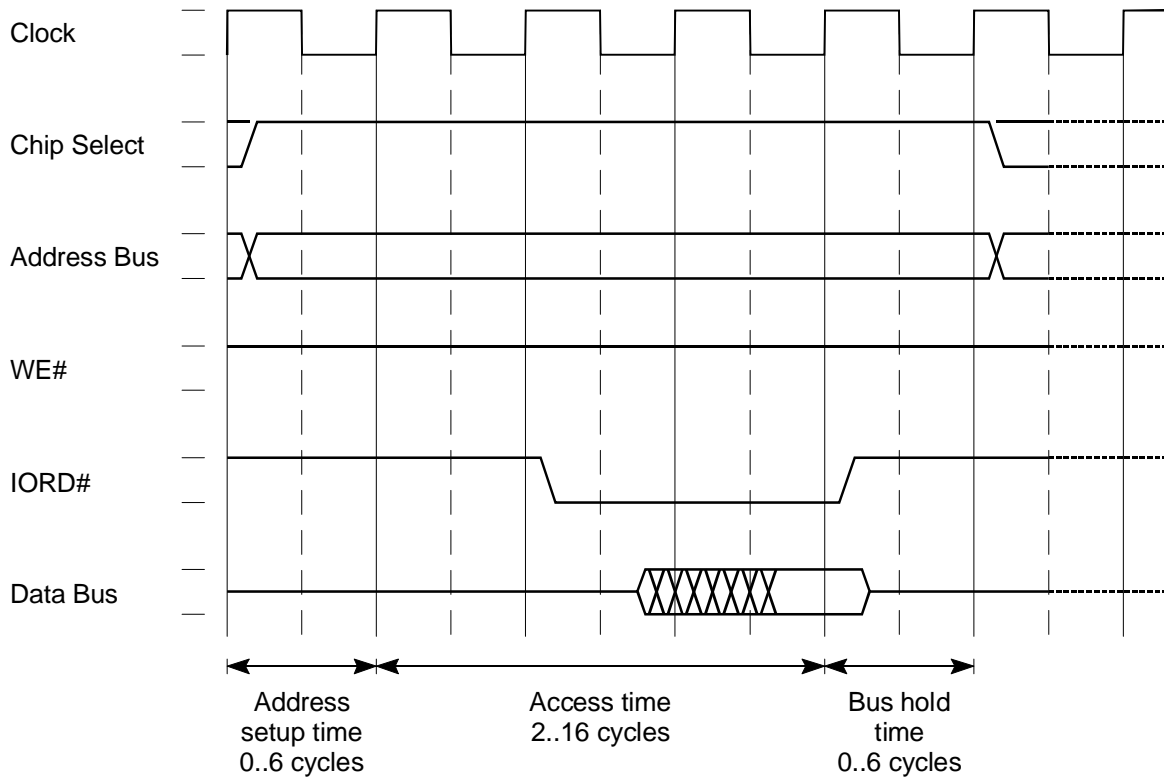 Clock
Chip Select
Address Bus
WE#
IORD#
Data Bus
Address
setup time
0..6 cycles
Access time
2..16 cycles
Bus hold
time
0..6 cycles